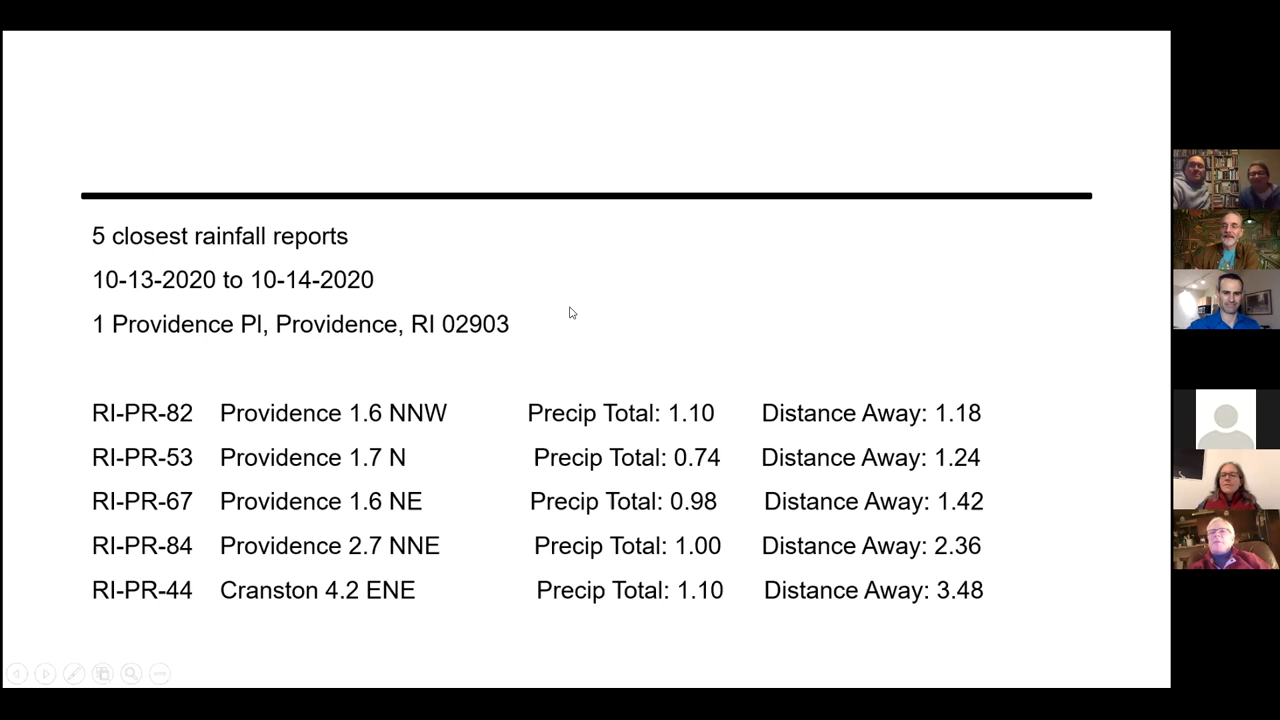 5 closest rainfall reports
10-13-2020 to 10-14-2020
1 Providence Pl, Providence, RI 02903
RI-PR-82 Providence 1.6 NNW Precip Total: 1.10 Distance Away: 1.18
RI-PR-53 Providence 1.7 N Precip Total: 0.74 Distance Away: 1.24
RI-PR-67 Providence 1.6 NE Precip Total: 0.98 Distance Away: 1.42
RI-PR-84 Providence 2.7 NNE Precip Total: 1.00 Distance Away: 2.36
RI-PR-44 Cranston 4.2 ENE Precip Total: 1.10 Distance Away: 3.48